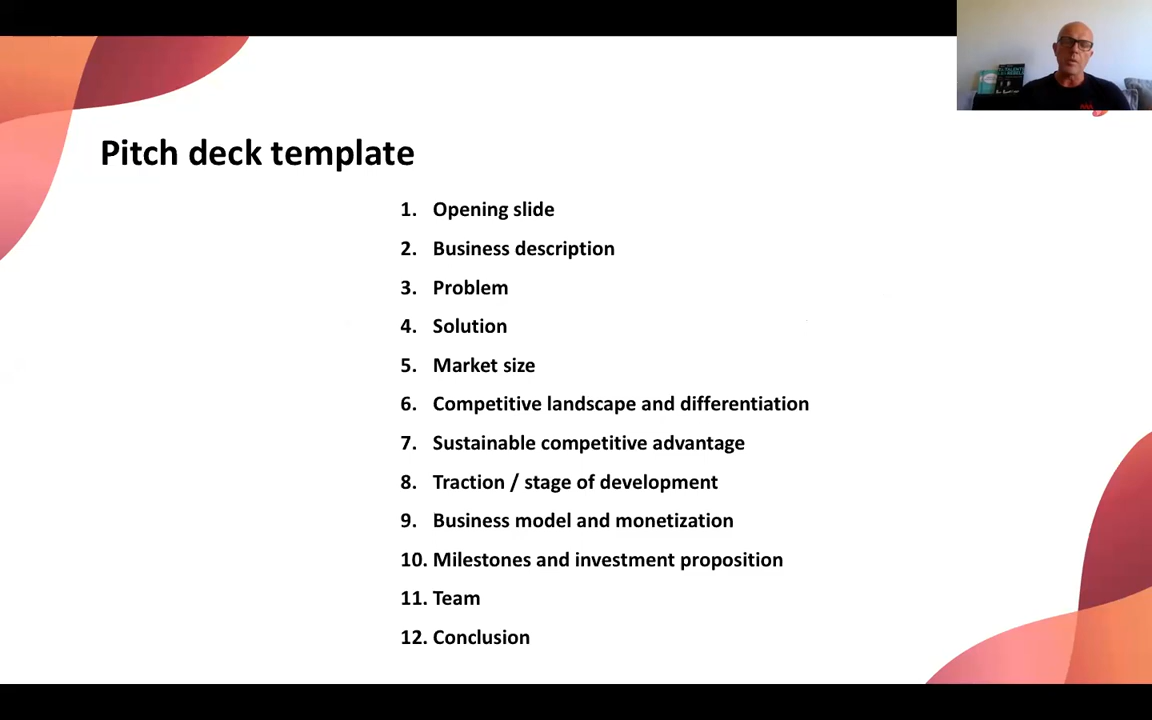 Pitch deck template
1. Opening slide
2. Business description
3. Problem
4. Solution
5. Market size
6. Competitive landscape and differentiation
7. Sustainable competitive advantage
8. Traction / stage of development
9. Business model and monetization
10. Milestones and investment proposition
11. Team
12. Conclusion